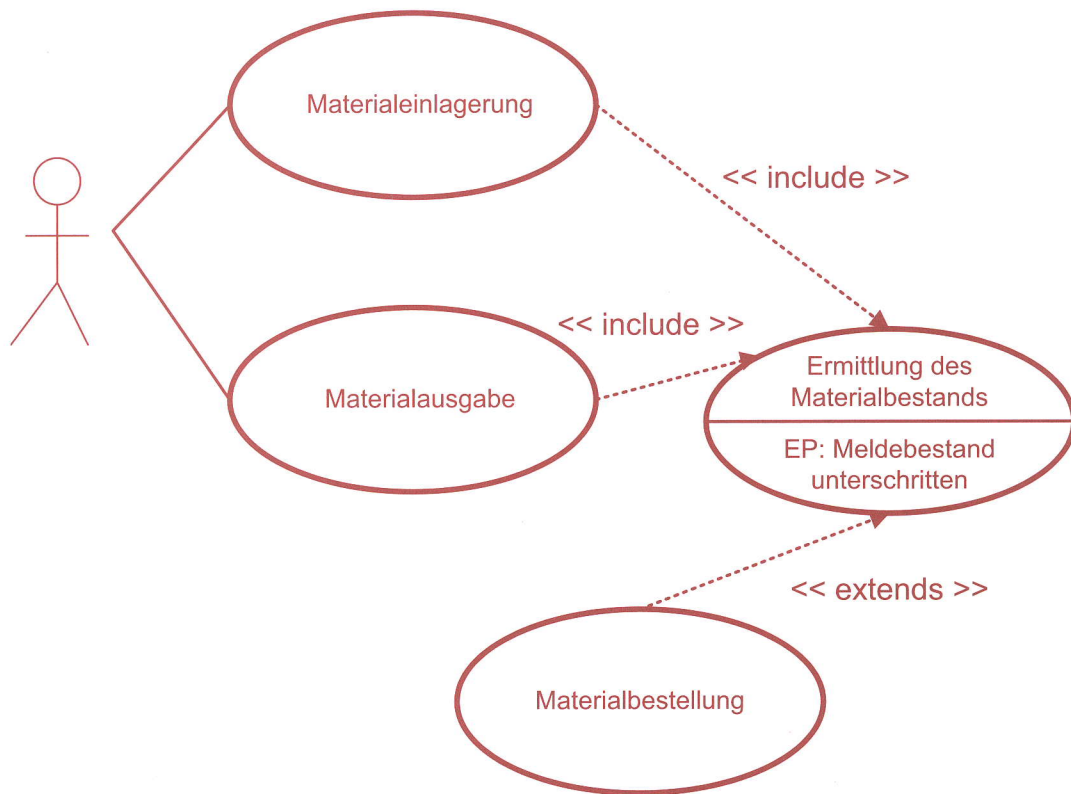 Materialeinlagerung
<< include >>
<< include >>
Materialausgabe
Ermittlung des
Materialbestands
EP: Meldebestand
unterschritten
<< extends >>
Materialbestellung